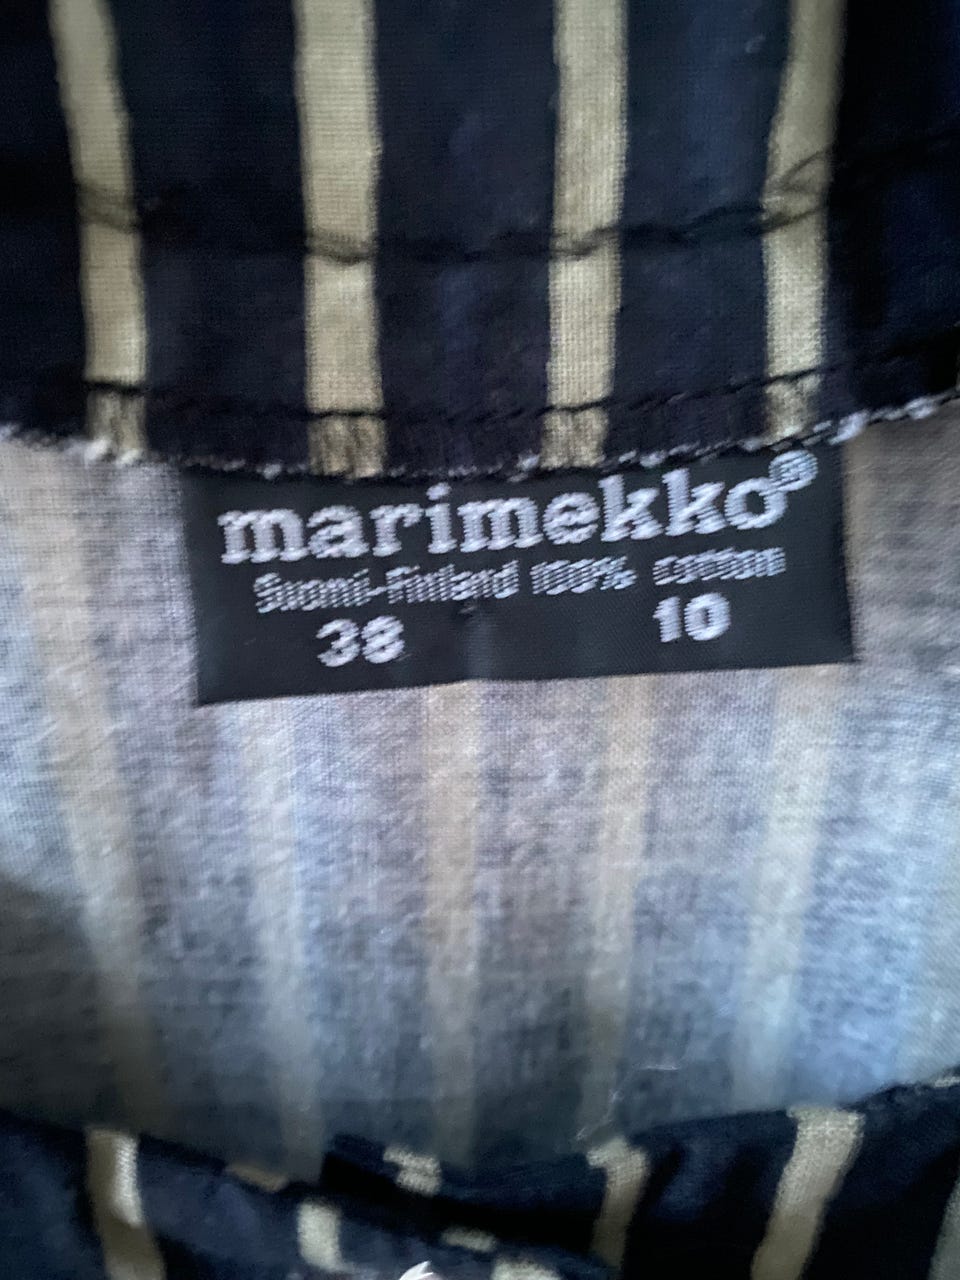 marimekko®
Suomi-Finland 100% cotton
38 10